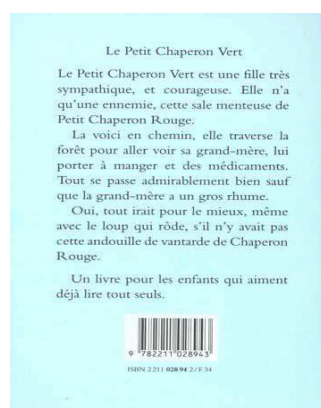 Le Petit Chaperon Vert
Le Petit Chaperon Vert est une fille très
sympathique, et courageuse. Elle n'a
qu'une ennemie, cette sale menteuse de
Petit Chaperon Rouge.
La voici en chemin, elle traverse la
forêt pour aller voir sa grand-mère, lui
porter à manger et des médicaments.
Tout se passe admirablement bien sauf
que la grand-mère a un gros rhume.
Oui, tout irait pour le mieux, même
avec le loup qui rôde, s'il n'y avait pas
cette andouille de vantarde de Chaperon
Rouge.
Un livre pour les enfants qui aiment
déjà lire tout seuls.
9 782211 028943
ISBN 2 211 028 94 2/F 34